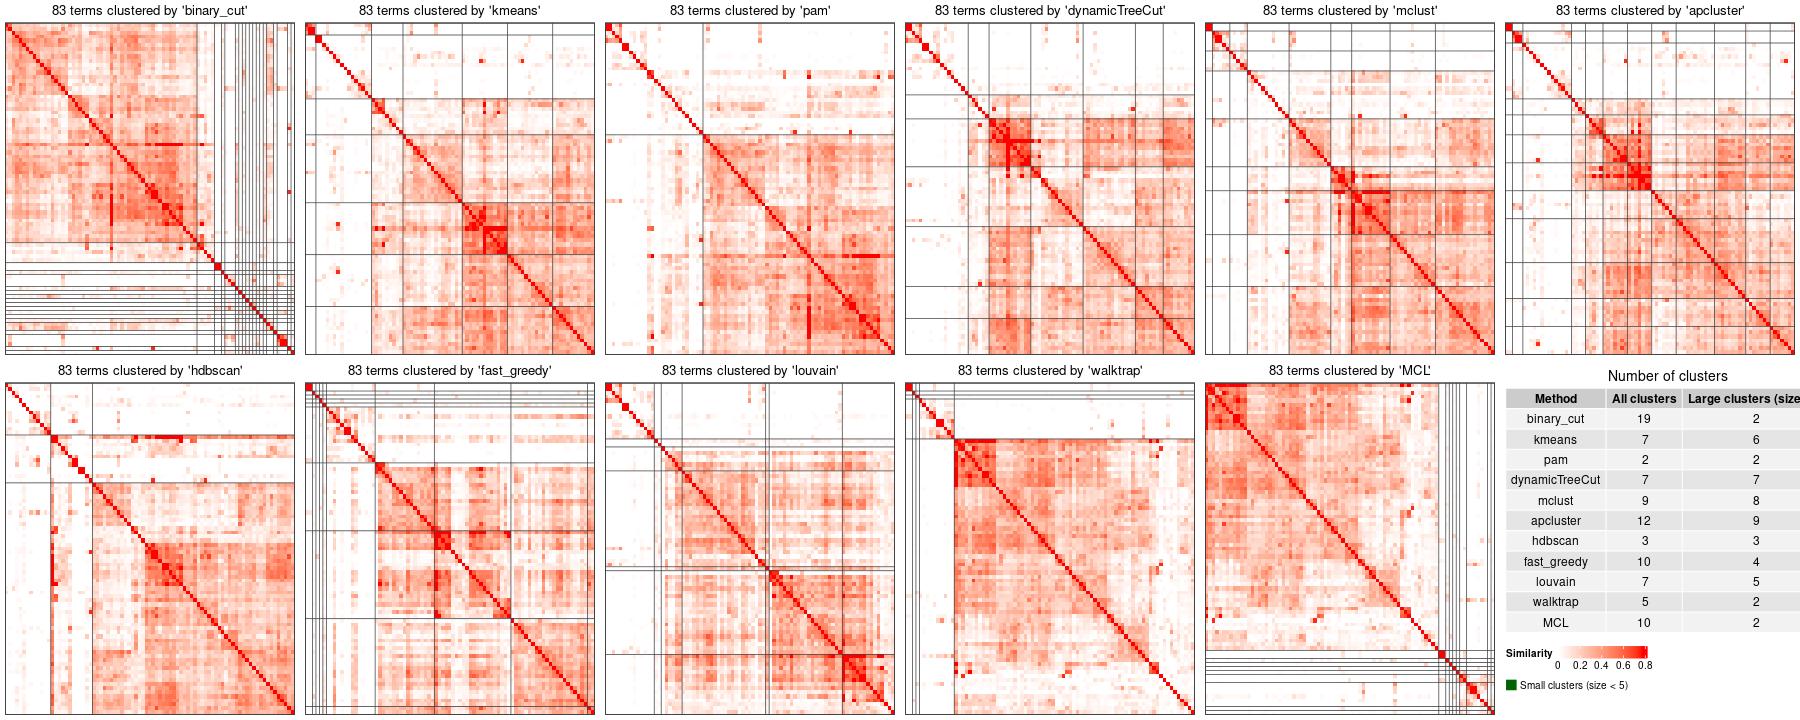 83 terms clustered by 'binary_cut'
83 terms clustered by 'kmeans'
83 terms clustered by 'pam'
83 terms clustered by 'dynamicTreeCut'
83 terms clustered by 'mclust'
83 terms clustered by 'apcluster'
83 terms clustered by 'hdbscan'
83 terms clustered by 'fast_greedy'
83 terms clustered by 'louvain'
83 terms clustered by 'walktrap'
83 terms clustered by 'MCL'
Number of clusters
Method All clusters Large clusters (size
binary_cut 19 2
kmeans 7 6
pam 2 2
dynamicTreeCut 7 7
mclust 9 8
apcluster 12 9
hdbscan 3 3
fast_greedy 10 4
louvain 7 5
walktrap 5 2
MCL 10 2
Similarity
0 0.2 0.4 0.6 0.8
Small clusters (size < 5)